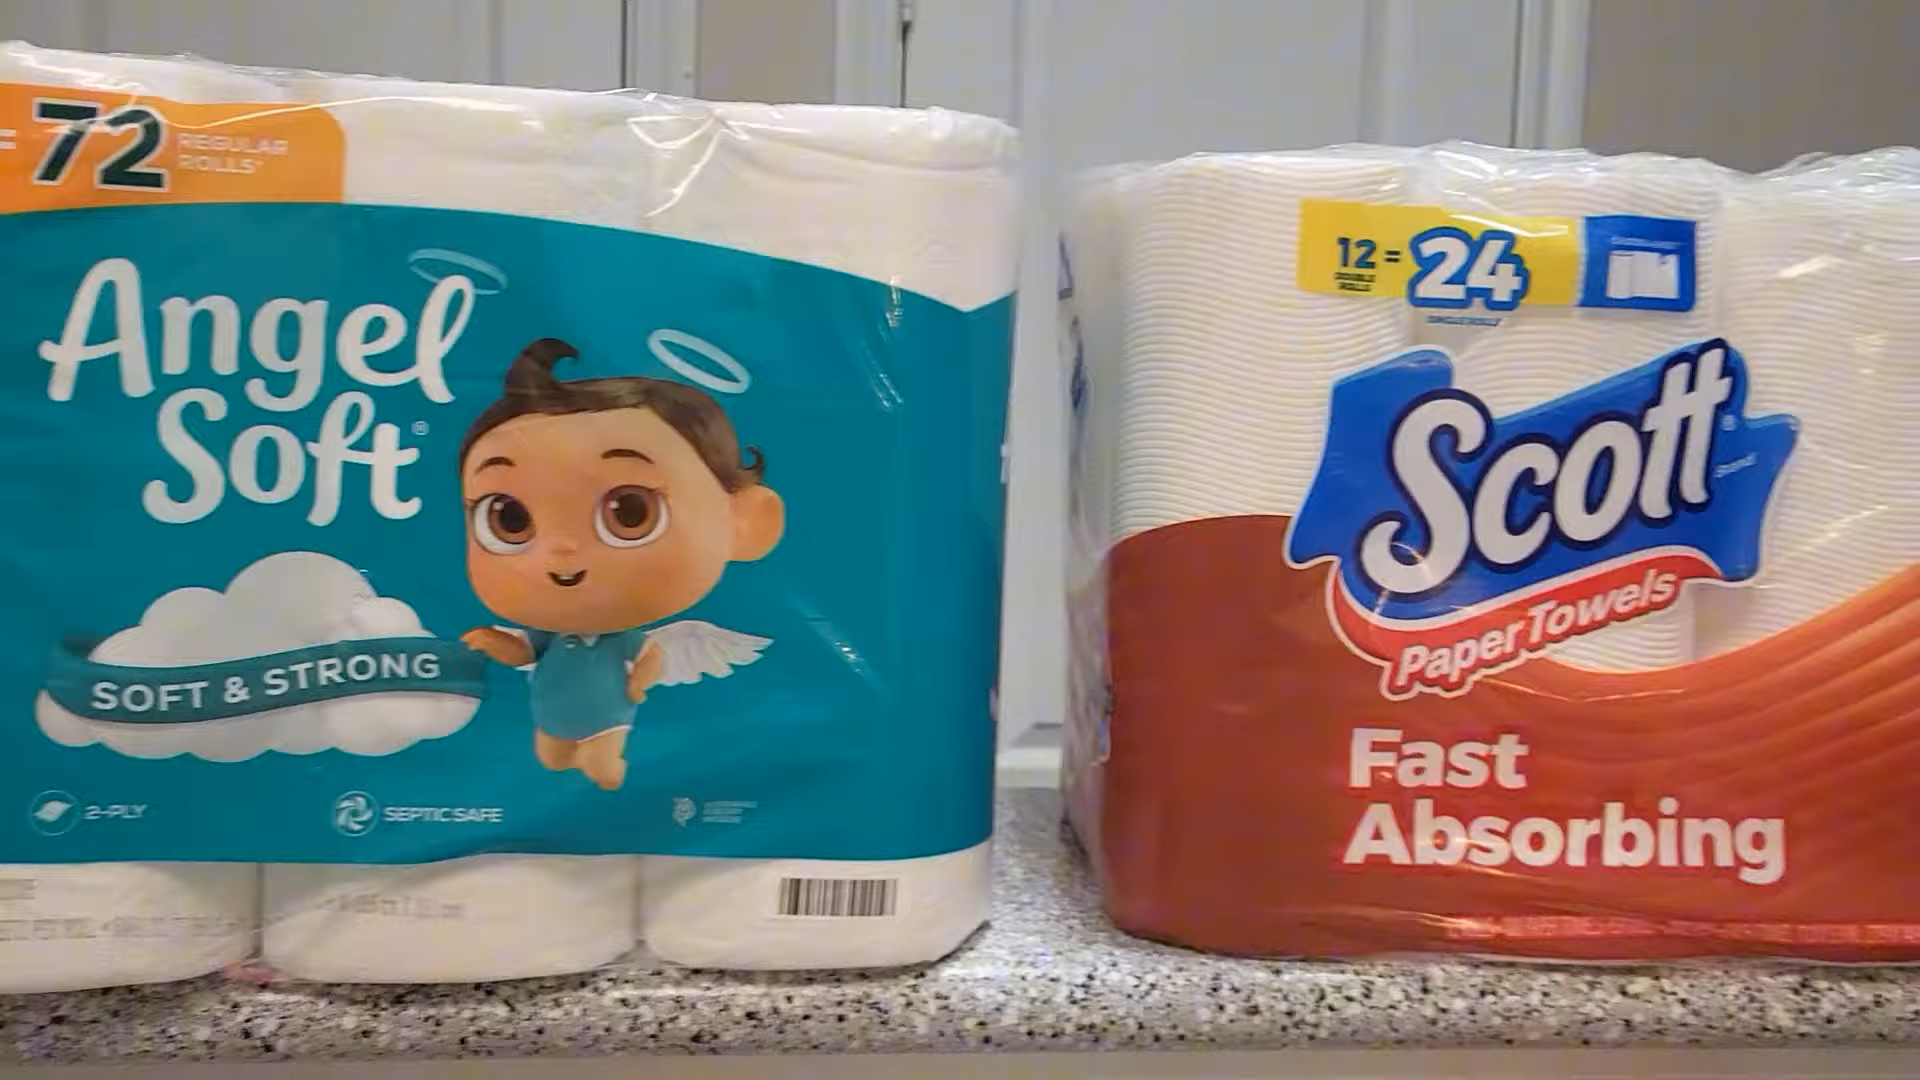 = 72 REGULAR
ROLLS*
Angel
Soft®
SOFT & STRONG
2-PLY
SEPTIC SAFE
12 = 24
DOUBLE
ROLLS
Scott®
Brand
Paper Towels
Fast
Absorbing